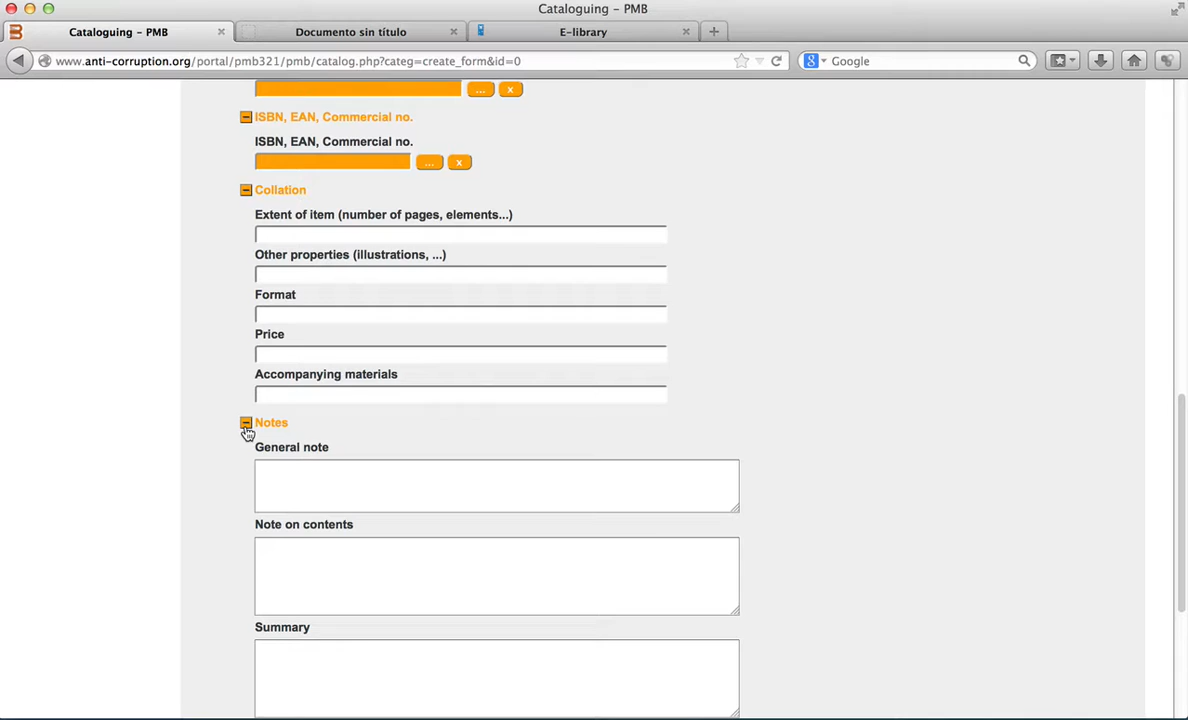 Cataloguing – PMB
Cataloguing – PMB
Documento sin título
E-library
www.anti-corruption.org/portal/pmb321/pmb/catalog.php?categ=create_form&id=0
Google
... x
ISBN, EAN, Commercial no.
ISBN, EAN, Commercial no.
... x
Collation
Extent of item (number of pages, elements...)
Other properties (illustrations, ...)
Format
Price
Accompanying materials
Notes
General note
Note on contents
Summary